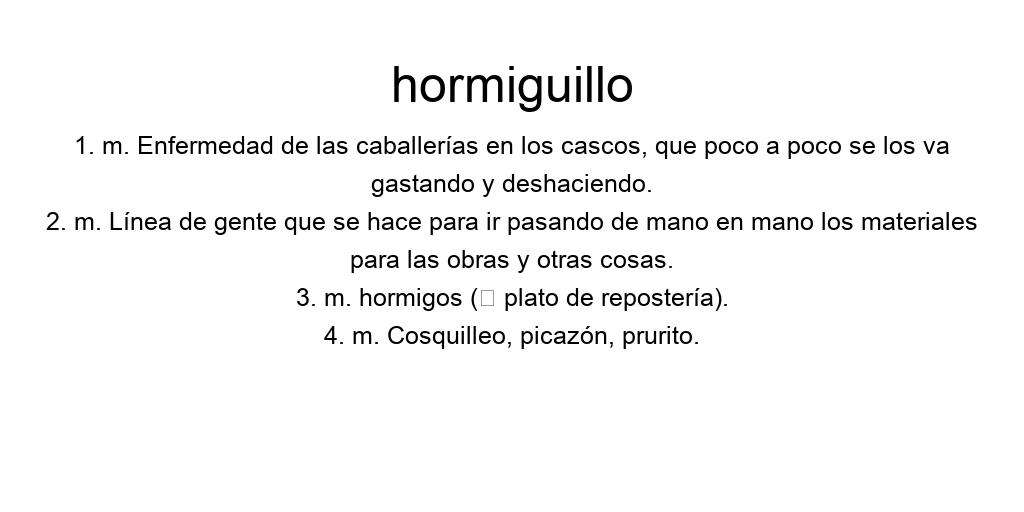 hormiguillo
1. m. Enfermedad de las caballerías en los cascos, que poco a poco se los va
gastando y deshaciendo.
2. m. Línea de gente que se hace para ir pasando de mano en mano los materiales
para las obras y otras cosas.
3. m. hormigos (▯ plato de repostería).
4. m. Cosquilleo, picazón, prurito.